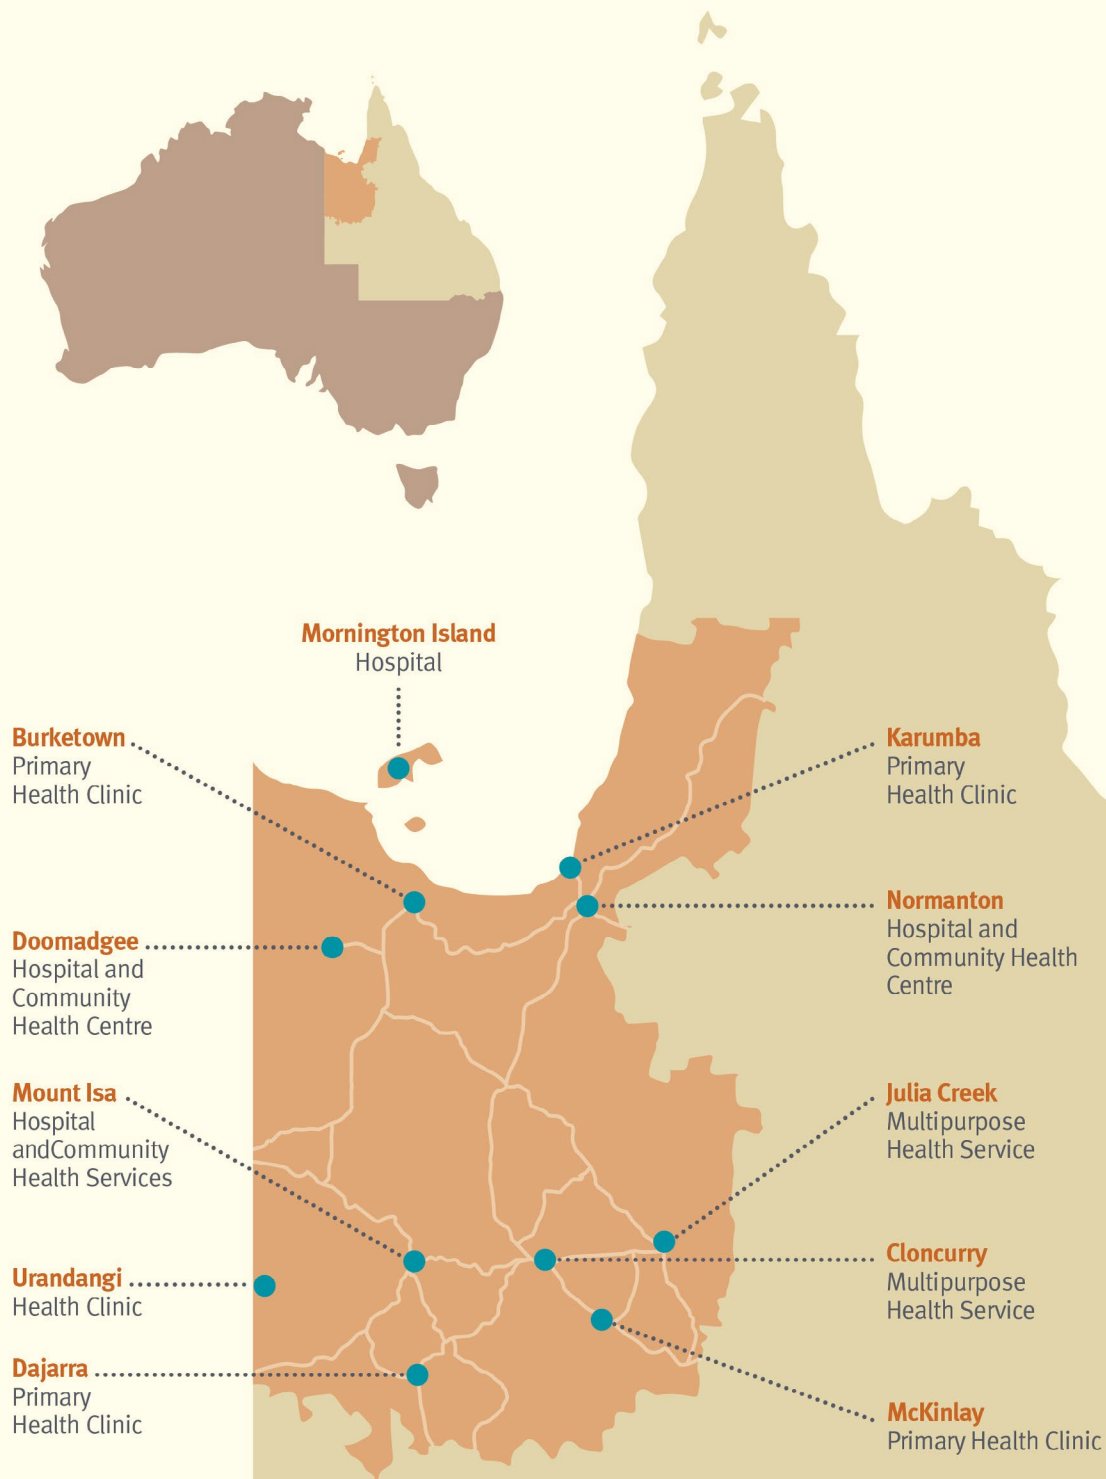 Mornington Island
Hospital
Burketown
Primary
Health Clinic
Doomadgee
Hospital and
Community
Health Centre
Mount Isa
Hospital
andCommunity
Health Services
Urandangi
Health Clinic
Dajarra
Primary
Health Clinic
Karumba
Primary
Health Clinic
Normanton
Hospital and
Community Health
Centre
Julia Creek
Multipurpose
Health Service
Cloncurry
Multipurpose
Health Service
McKinlay
Primary Health Clinic